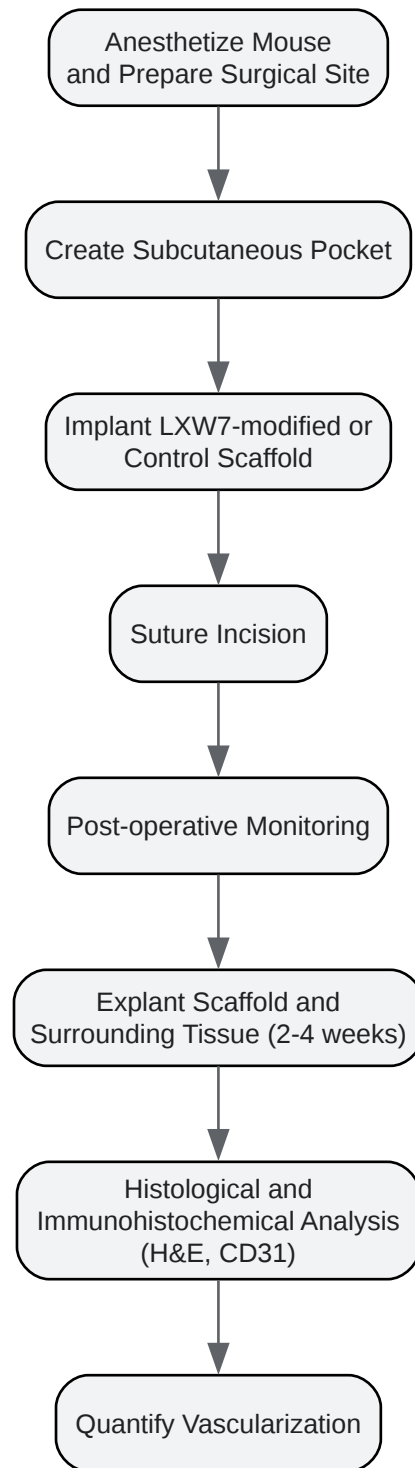 Anesthetize Mouse
and Prepare Surgical Site
Create Subcutaneous Pocket
Implant LXW7-modified or
Control Scaffold
Suture Incision
Post-operative Monitoring
Explant Scaffold and
Surrounding Tissue (2-4 weeks)
Histological and
Immunohistochemical Analysis
(H&E, CD31)
Quantify Vascularization